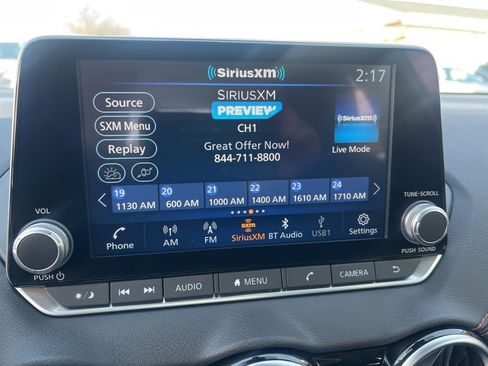 SiriusXM
2:17
Source
SIRIUSXM
PREVIEW
SXM Menu
CH1
SiriusXM
Great Offer Now!
Replay
844-711-8800
Live Mode
19 20 21 22 23 24
1130 AM 600 AM 1000 AM 1400 AM 1610 AM 1710 AM
VOL
TUNE·SCROLL
sxm
Phone AM FM SiriusXM BT Audio USB1 Settings
PUSH
PUSH SOUND
AUDIO MENU CAMERA